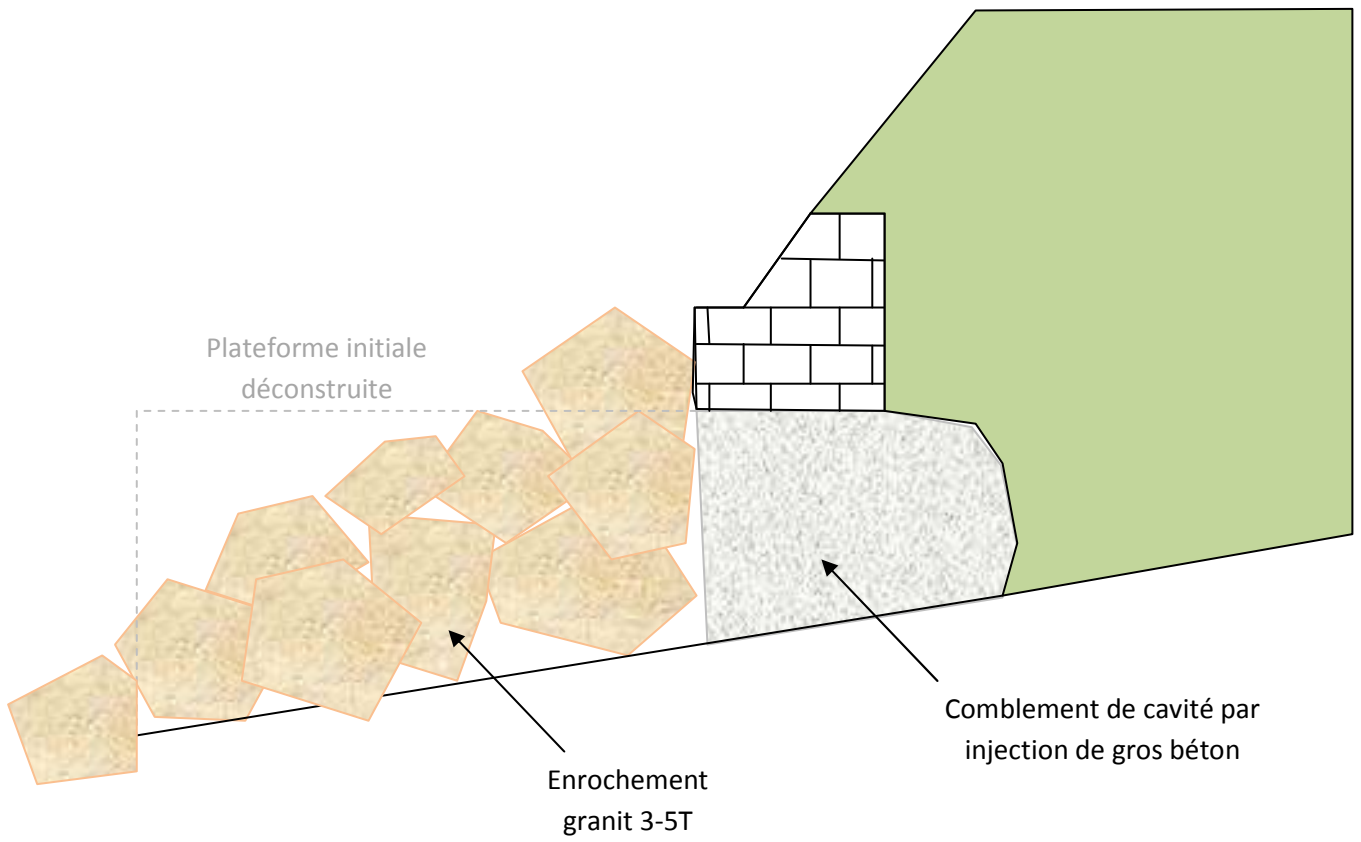 Plateforme initiale
déconstruite
Comblement de cavité par
injection de gros béton
Enrochement
granit 3-5T